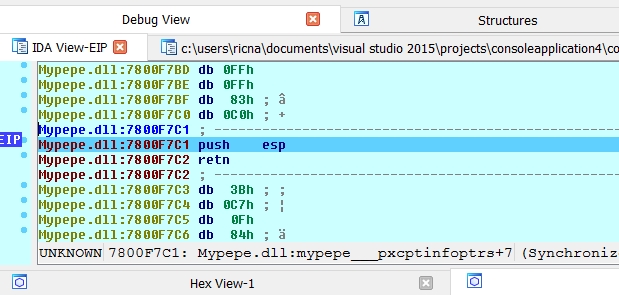 Debug View
Structures
IDA View-EIP
c:\users\ricna\documents\visual studio 2015\projects\consoleapplication4\co
Mypepe.dll:7800F7BD db 0FFh
Mypepe.dll:7800F7BE db 0FFh
Mypepe.dll:7800F7BF db 83h ; â
Mypepe.dll:7800F7C0 db 0C0h ; +
Mypepe.dll:7800F7C1 ; ---------------------------------------------------------
EIP
Mypepe.dll:7800F7C1 push esp
Mypepe.dll:7800F7C2 retn
Mypepe.dll:7800F7C2 ; ---------------------------------------------------------
Mypepe.dll:7800F7C3 db 3Bh ; ;
Mypepe.dll:7800F7C4 db 0C7h ; ¦
Mypepe.dll:7800F7C5 db 0Fh
Mypepe.dll:7800F7C6 db 84h ; ä
UNKNOWN 7800F7C1: Mypepe.dll:mypepe___pxcptinfoptrs+7 (Synchroniz
Hex View-1